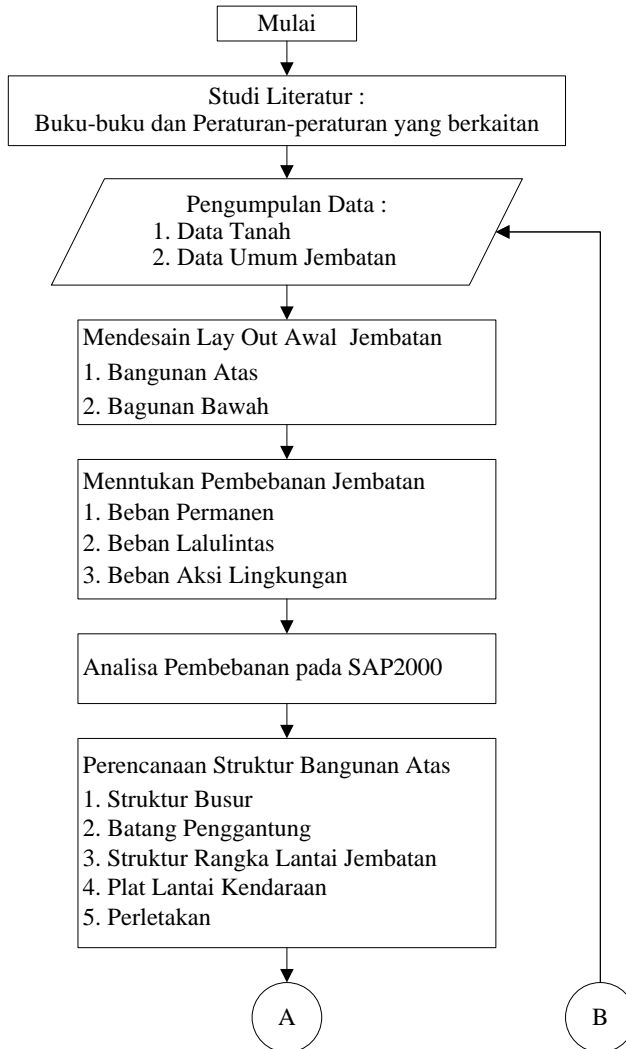 Mulai
Studi Literatur :
Buku-buku dan Peraturan-peraturan yang berkaitan
Pengumpulan Data :
1. Data Tanah
2. Data Umum Jembatan
Mendesain Lay Out Awal  Jembatan
1. Bangunan Atas
2. Bagunan Bawah
Menntukan Pembebanan Jembatan
1. Beban Permanen
2. Beban Lalulintas
3. Beban Aksi Lingkungan
Analisa Pembebanan pada SAP2000
Perencanaan Struktur Bangunan Atas
1. Struktur Busur
2. Batang Penggantung
3. Struktur Rangka Lantai Jembatan
4. Plat Lantai Kendaraan
5. Perletakan
A
B